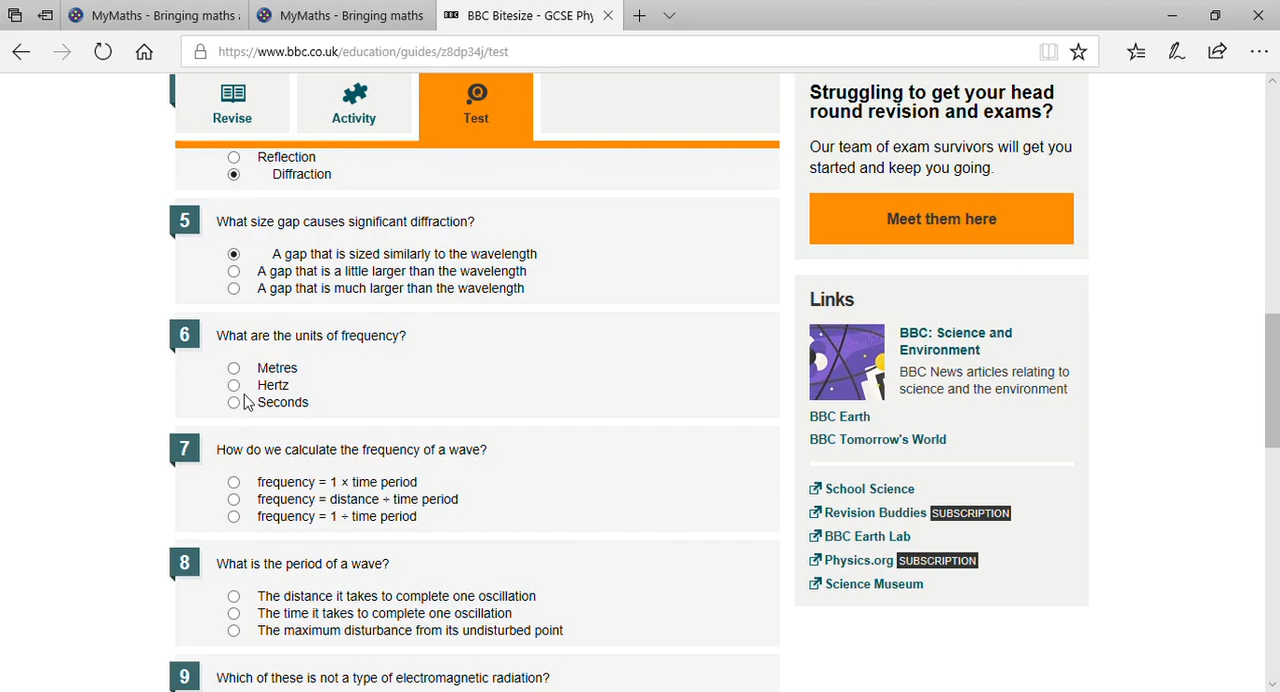 MyMaths - Bringing maths a
MyMaths - Bringing maths
BBC BBC Bitesize - GCSE Phy
https://www.bbc.co.uk/education/guides/z8dp34j/test
Revise
Activity
Test
Reflection
Diffraction
5 What size gap causes significant diffraction?
A gap that is sized similarly to the wavelength
A gap that is a little larger than the wavelength
A gap that is much larger than the wavelength
6 What are the units of frequency?
Metres
Hertz
Seconds
7 How do we calculate the frequency of a wave?
frequency = 1 × time period
frequency = distance ÷ time period
frequency = 1 ÷ time period
8 What is the period of a wave?
The distance it takes to complete one oscillation
The time it takes to complete one oscillation
The maximum disturbance from its undisturbed point
9 Which of these is not a type of electromagnetic radiation?
Struggling to get your head
round revision and exams?
Our team of exam survivors will get you
started and keep you going.
Meet them here
Links
BBC: Science and
Environment
BBC News articles relating to
science and the environment
BBC Earth
BBC Tomorrow's World
School Science
Revision Buddies SUBSCRIPTION
BBC Earth Lab
Physics.org SUBSCRIPTION
Science Museum